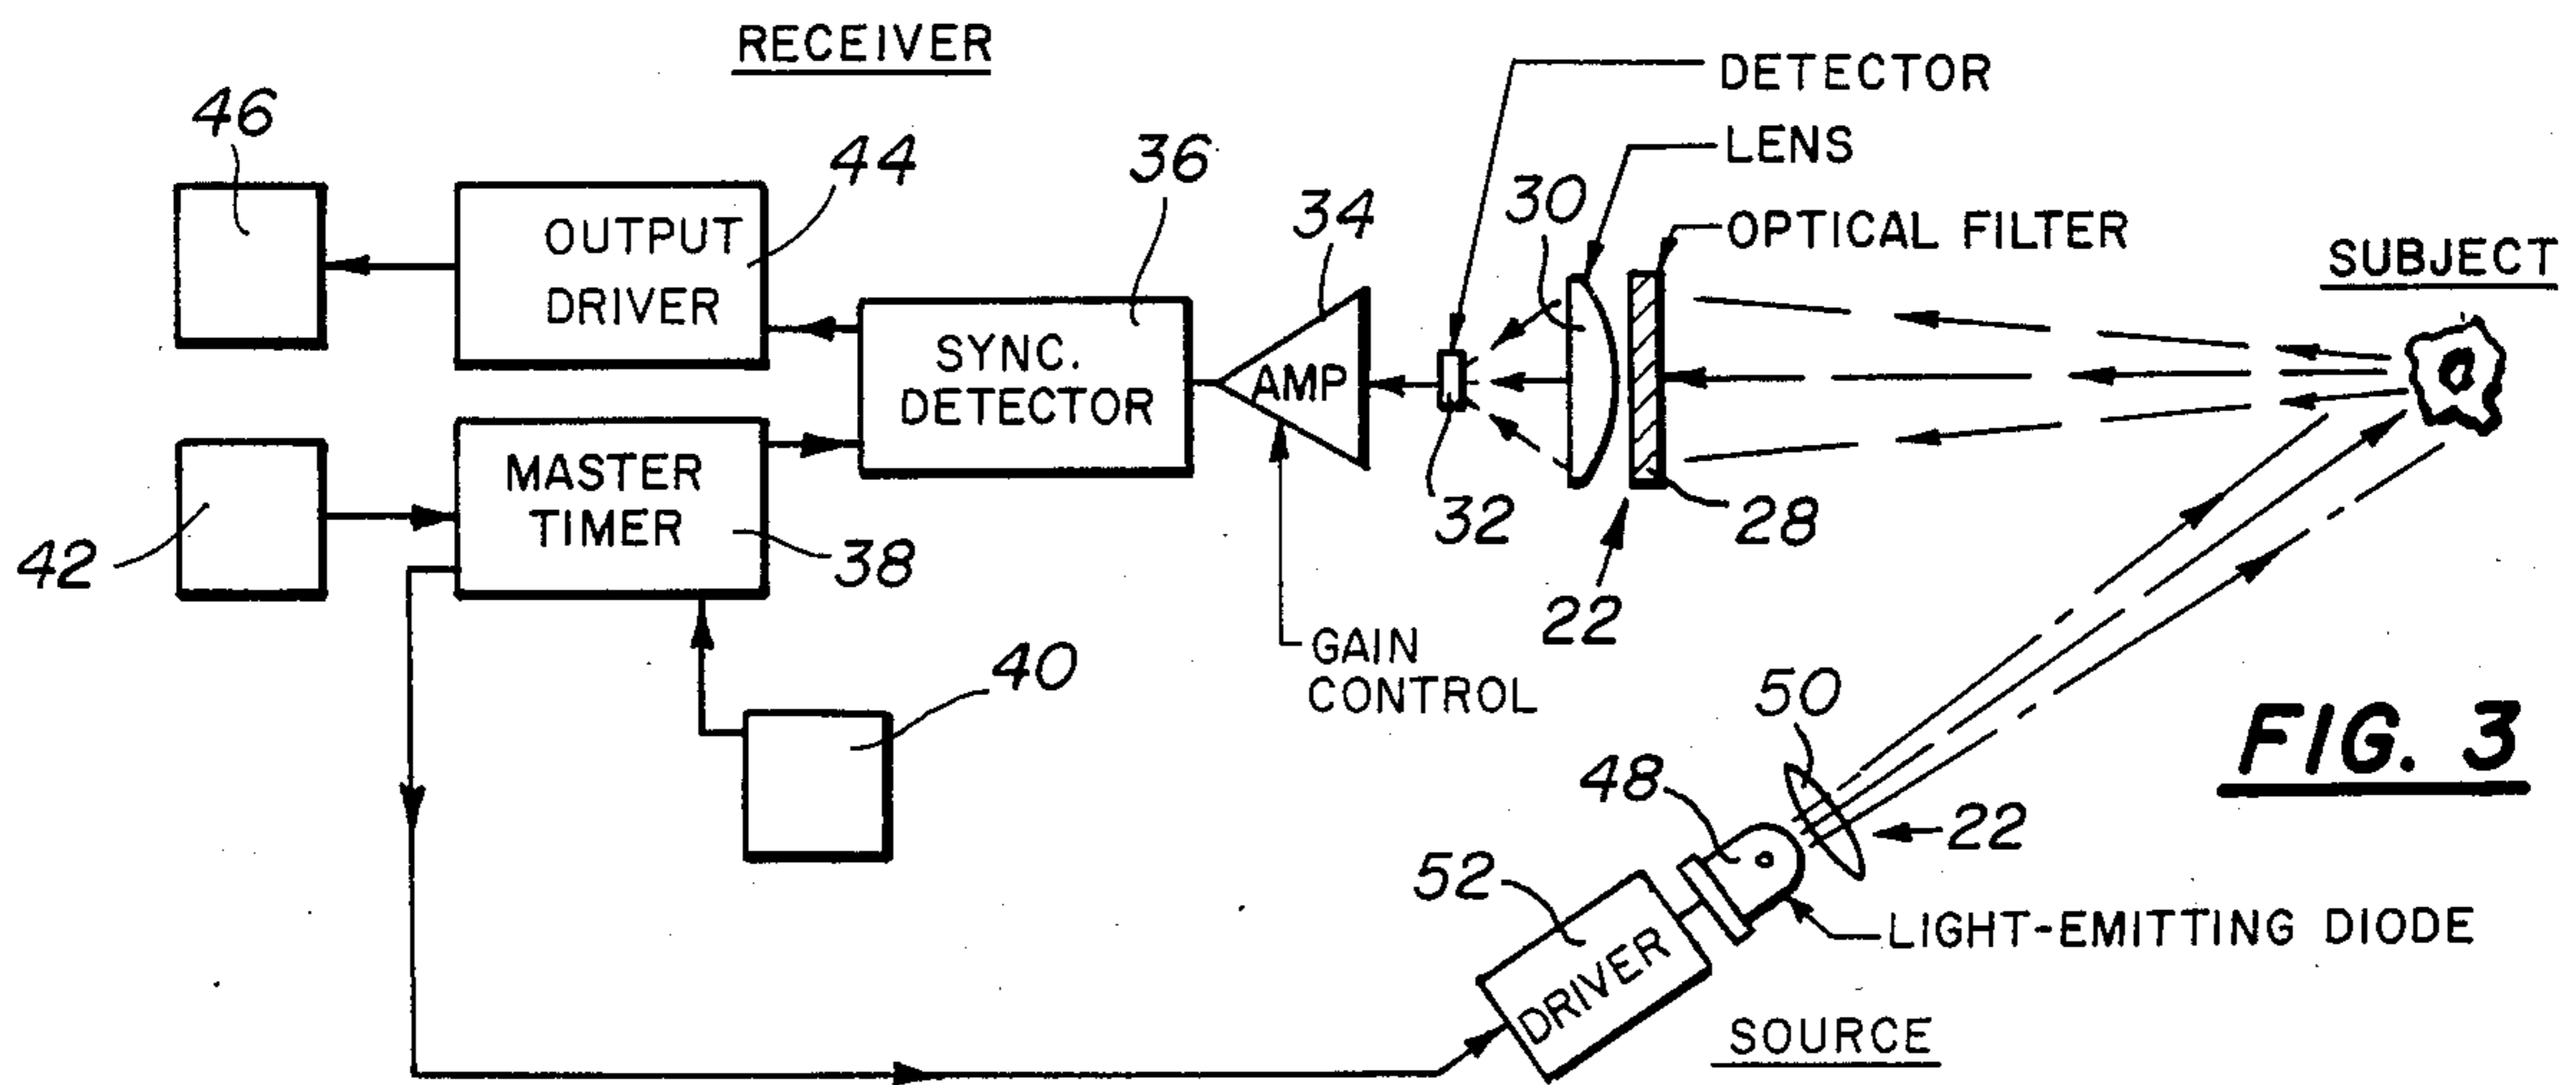 RECEIVER
DETECTOR
LENS
OPTICAL FILTER
SUBJECT
46
44
36
34
30
OUTPUT
DRIVER
SYNC.
DETECTOR
AMP
MASTER
TIMER
42
38
32
28
22
GAIN
CONTROL
40
50
48
22
52
DRIVER
LIGHT-EMITTING DIODE
SOURCE
FIG. 3